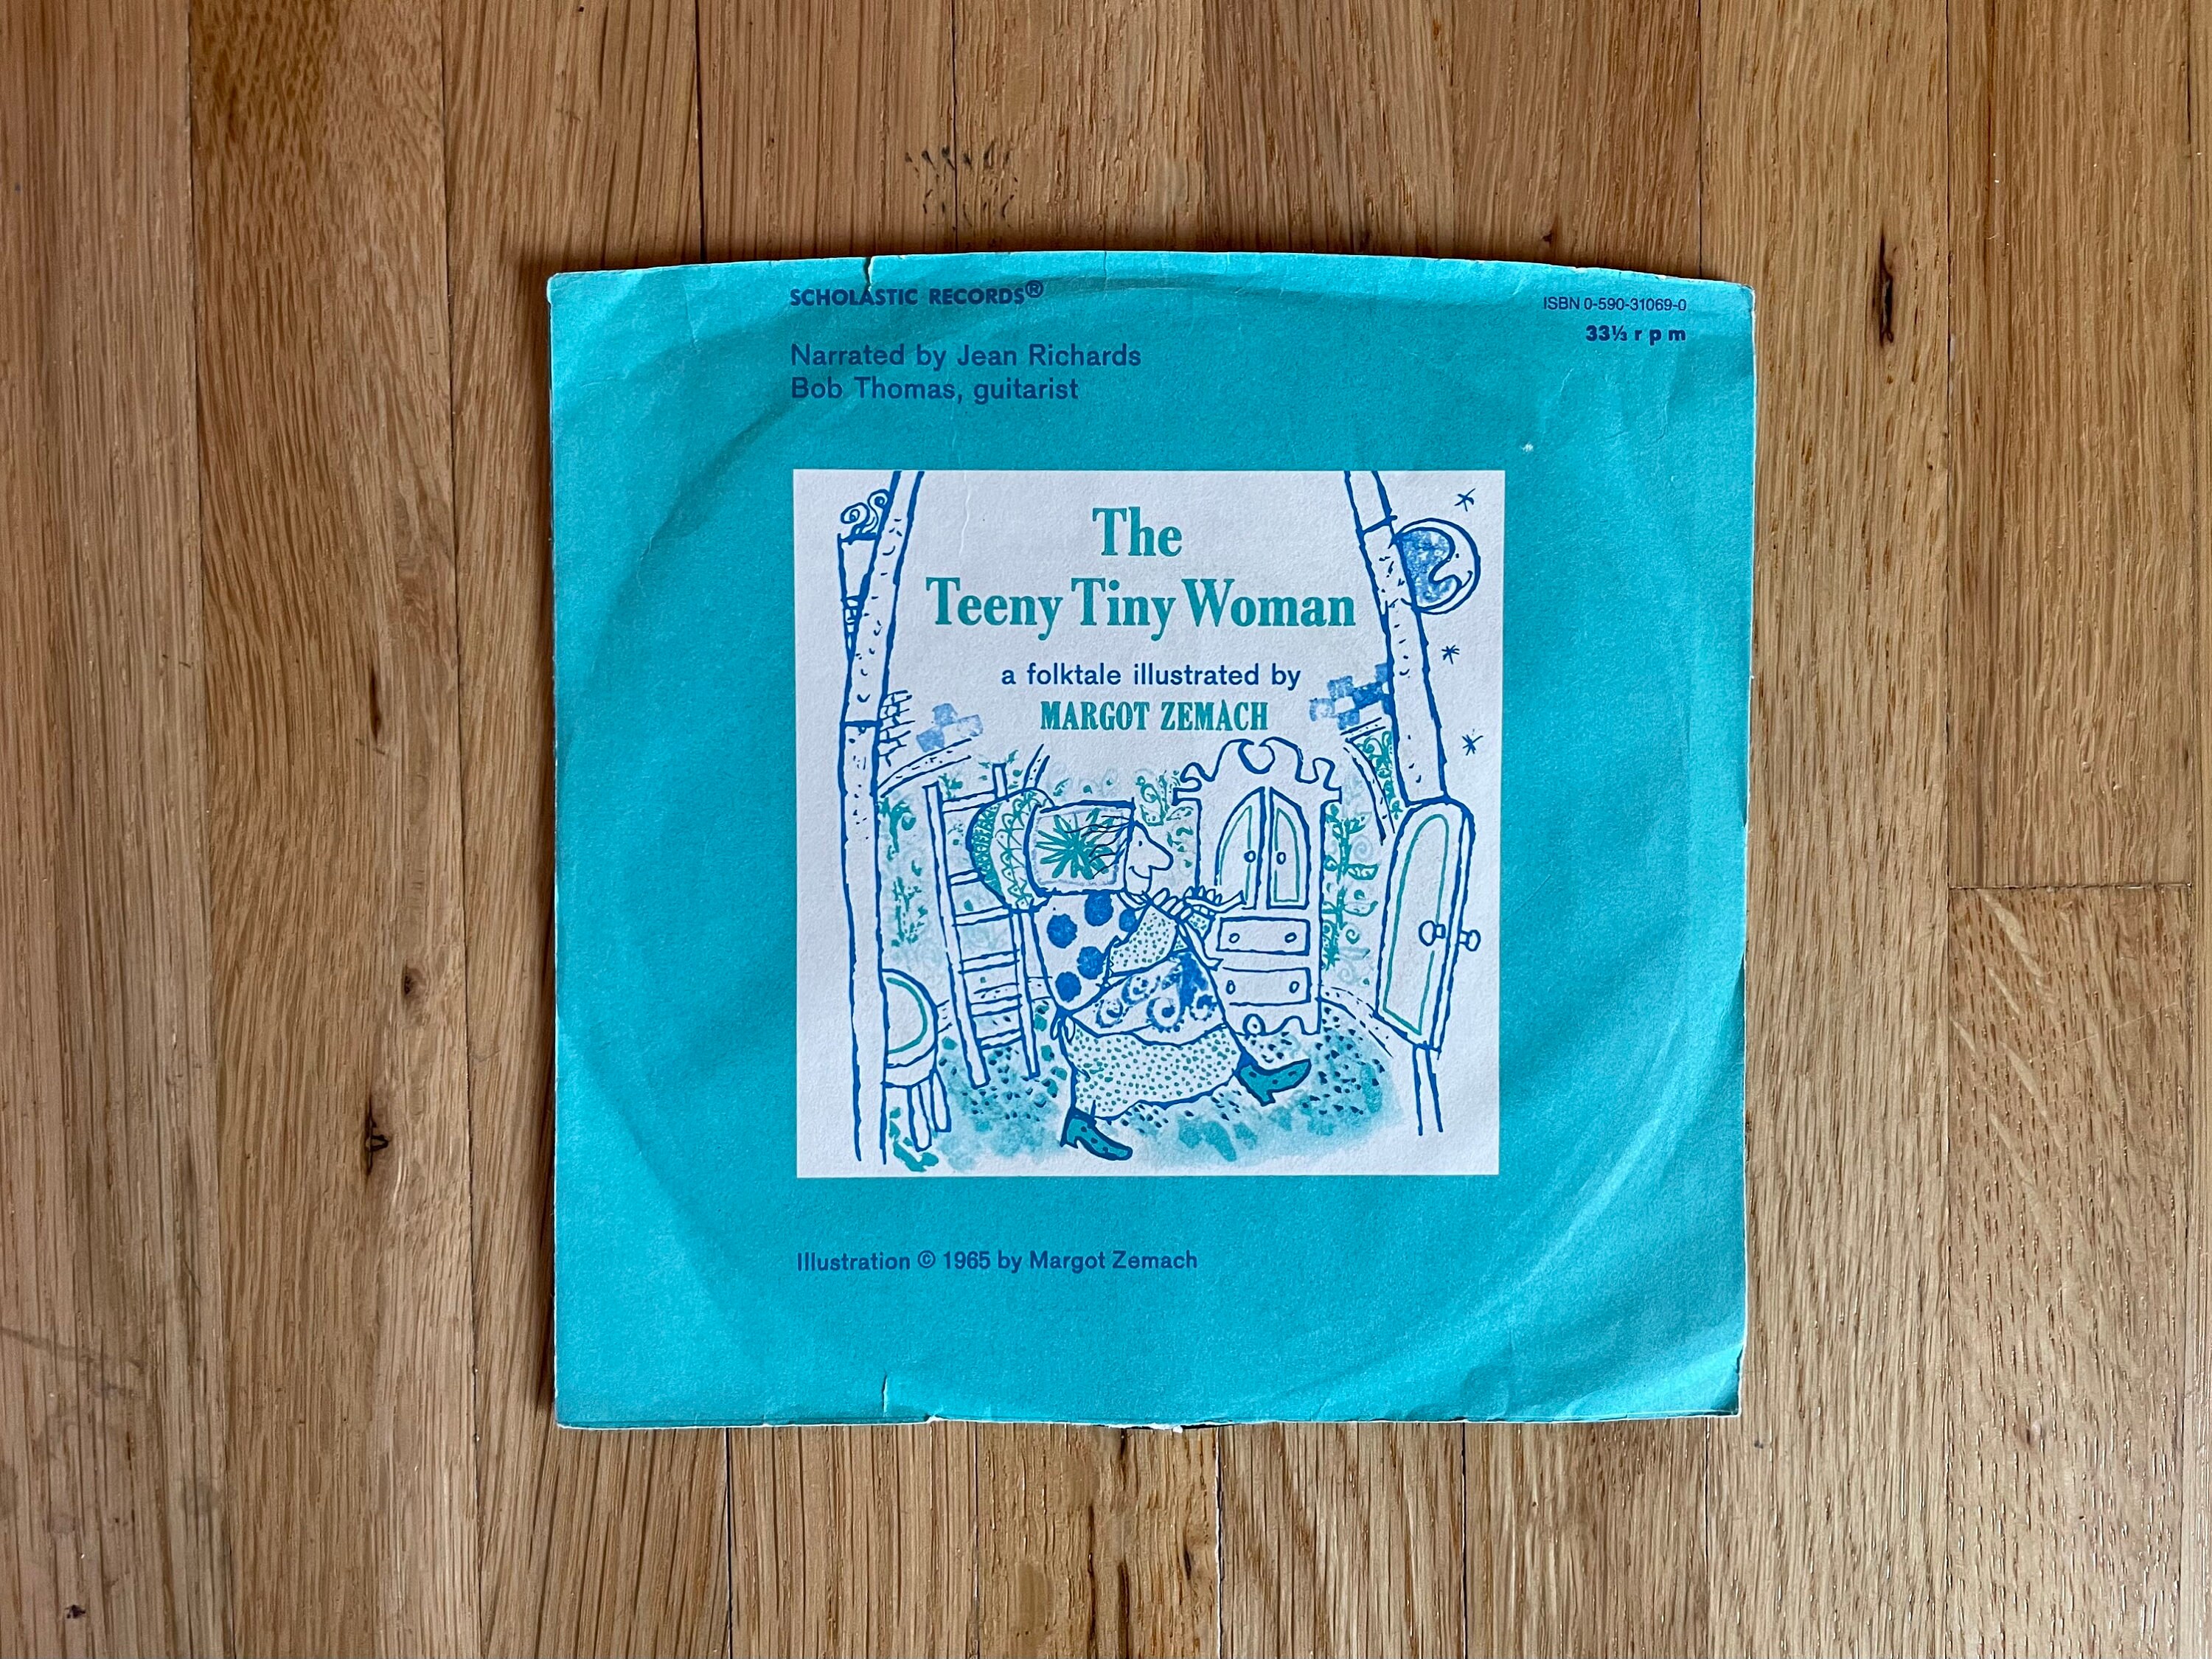 SCHOLASTIC RECORDS®
ISBN 0-590-31069-0
33⅓ r p m
Narrated by Jean Richards
Bob Thomas, guitarist
The
Teeny Tiny Woman
a folktale illustrated by
MARGOT ZEMACH
Illustration © 1965 by Margot Zemach